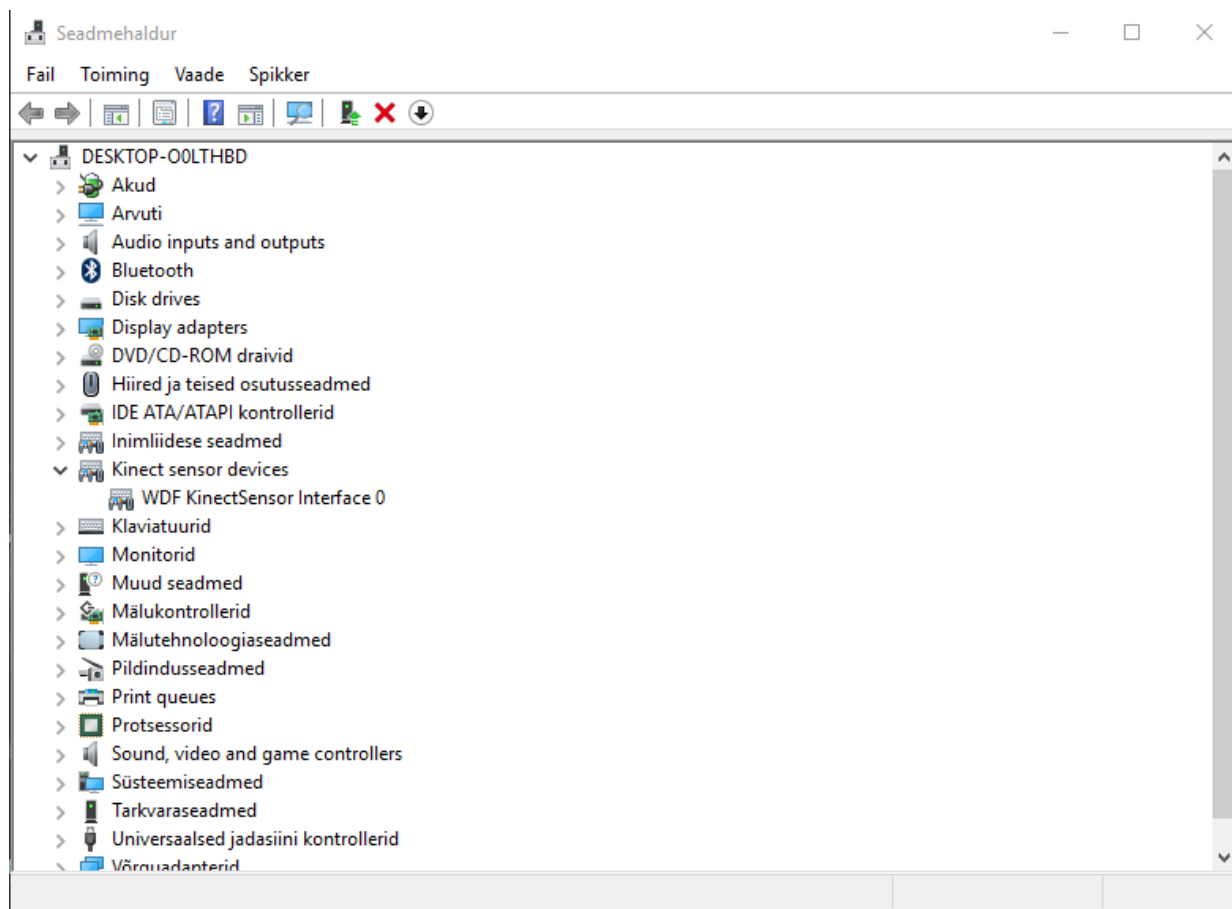 Seadmehaldur
Fail Toiming Vaade Spikker
DESKTOP-O0LTHBD
Akud
Arvuti
Audio inputs and outputs
Bluetooth
Disk drives
Display adapters
DVD/CD-ROM draivid
Hiired ja teised osutusseadmed
IDE ATA/ATAPI kontrollerid
Inimliidese seadmed
Kinect sensor devices
WDF KinectSensor Interface 0
Klaviatuurid
Monitorid
Muud seadmed
Mälukontrollerid
Mälutehnoloogiaseadmed
Pildindusseadmed
Print queues
Protsessorid
Sound, video and game controllers
Süsteemiseadmed
Tarkvaraseadmed
Universaalsed jadasiini kontrollerid
Võrguadapterid